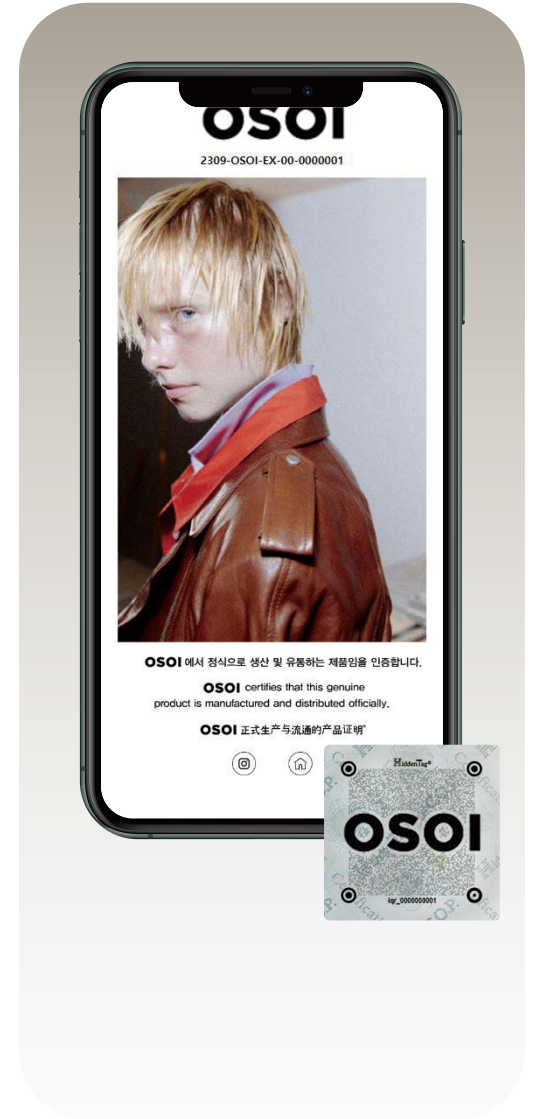 OSOI
2309-OSOI-EX-00-0000001
OSOI 에서 정식으로 생산 및 유통하는 제품임을 인증합니다.
OSOI certifies that this genuine
product is manufactured and distributed officially.
OSOI 正式生产与流通的产品证明"
HiddenTag®
OSOI
iqr_0000000001